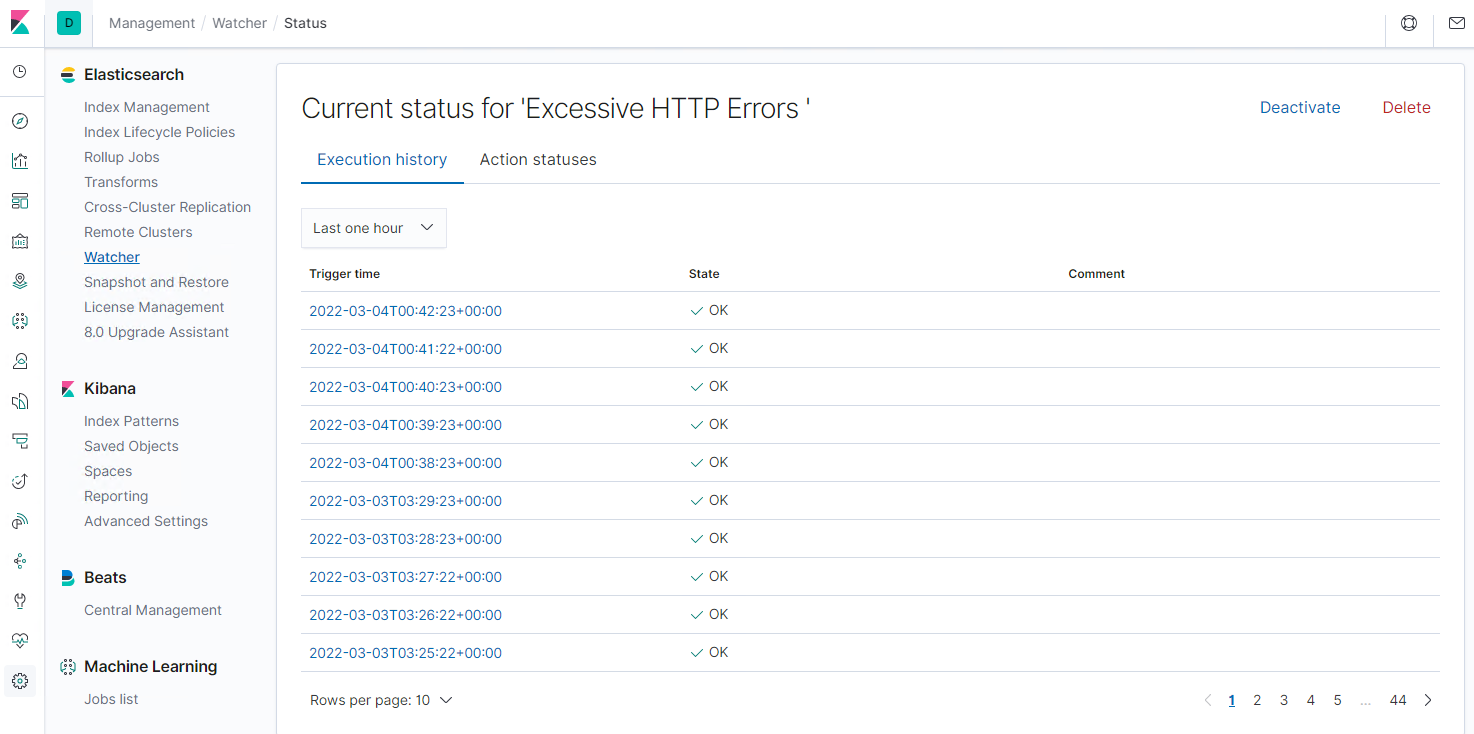 D Management / Watcher / Status
Elasticsearch
Index Management
Index Lifecycle Policies
Rollup Jobs
Transforms
Cross-Cluster Replication
Remote Clusters
Watcher
Snapshot and Restore
License Management
8.0 Upgrade Assistant
Kibana
Index Patterns
Saved Objects
Spaces
Reporting
Advanced Settings
Beats
Central Management
Machine Learning
Jobs list
Current status for 'Excessive HTTP Errors '
Deactivate Delete
Execution history Action statuses
Last one hour
Trigger time State Comment
2022-03-04T00:42:23+00:00 OK
2022-03-04T00:41:22+00:00 OK
2022-03-04T00:40:23+00:00 OK
2022-03-04T00:39:23+00:00 OK
2022-03-04T00:38:23+00:00 OK
2022-03-03T03:29:23+00:00 OK
2022-03-03T03:28:23+00:00 OK
2022-03-03T03:27:22+00:00 OK
2022-03-03T03:26:22+00:00 OK
2022-03-03T03:25:22+00:00 OK
Rows per page: 10 1 2 3 4 5 ... 44